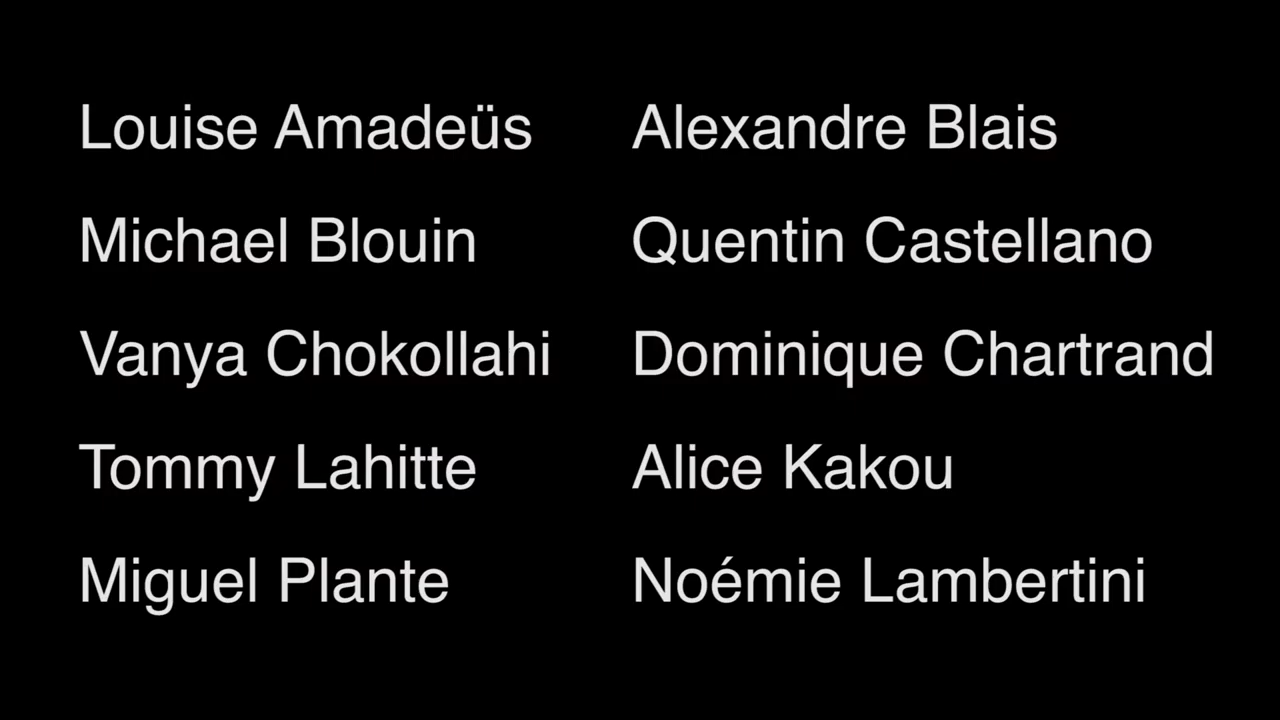 Louise Amadeüs Alexandre Blais
Michael Blouin Quentin Castellano
Vanya Chokollahi Dominique Chartrand
Tommy Lahitte Alice Kakou
Miguel Plante Noémie Lambertini